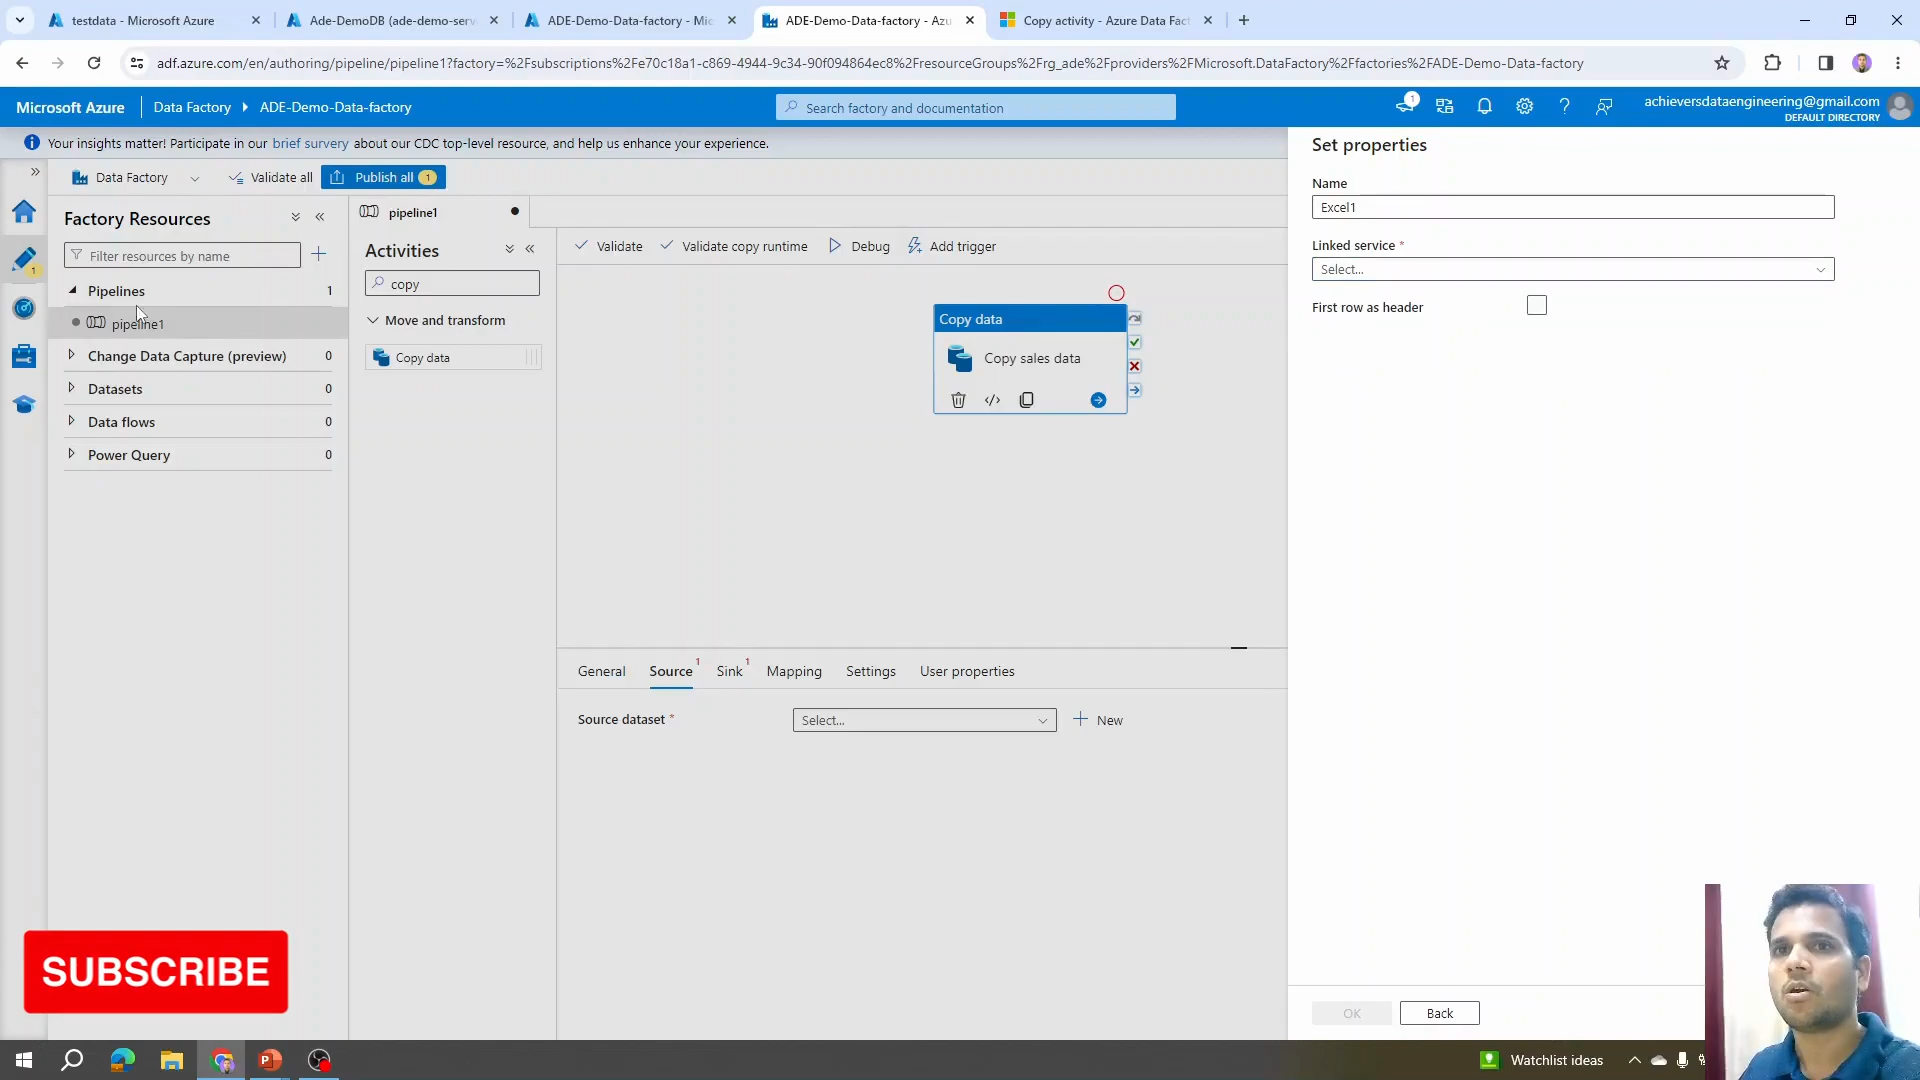 testdata - Microsoft Azure
Ade-DemoDB (ade-demo-serv
ADE-Demo-Data-factory - Mic
ADE-Demo-Data-factory - Azu
Copy activity - Azure Data Fact
adf.azure.com/en/authoring/pipeline/pipeline1?factory=%2Fsubscriptions%2Fe70c18a1-c869-4944-9c34-90f094864ec8%2FresourceGroups%2Frg_ade%2Fproviders%2FMicrosoft.DataFactory%2Ffactories%2FADE-Demo-Data-factory
Microsoft Azure
Data Factory
ADE-Demo-Data-factory
Search factory and documentation
1
achieversdataengineering@gmail.com
DEFAULT DIRECTORY
Your insights matter! Participate in our brief survery about our CDC top-level resource, and help us enhance your experience.
Data Factory
Validate all
Publish all 1
Factory Resources
Filter resources by name
Pipelines 1
pipeline1
Change Data Capture (preview) 0
Datasets 0
Data flows 0
Power Query 0
1
pipeline1
Activities
copy
Move and transform
Copy data
Validate
Validate copy runtime
Debug
Add trigger
Copy data
Copy sales data
General
Source 1
Sink 1
Mapping
Settings
User properties
Source dataset *
Select...
New
Set properties
Name
Excel1
Linked service *
Select...
First row as header
OK
Back
SUBSCRIBE
Watchlist ideas